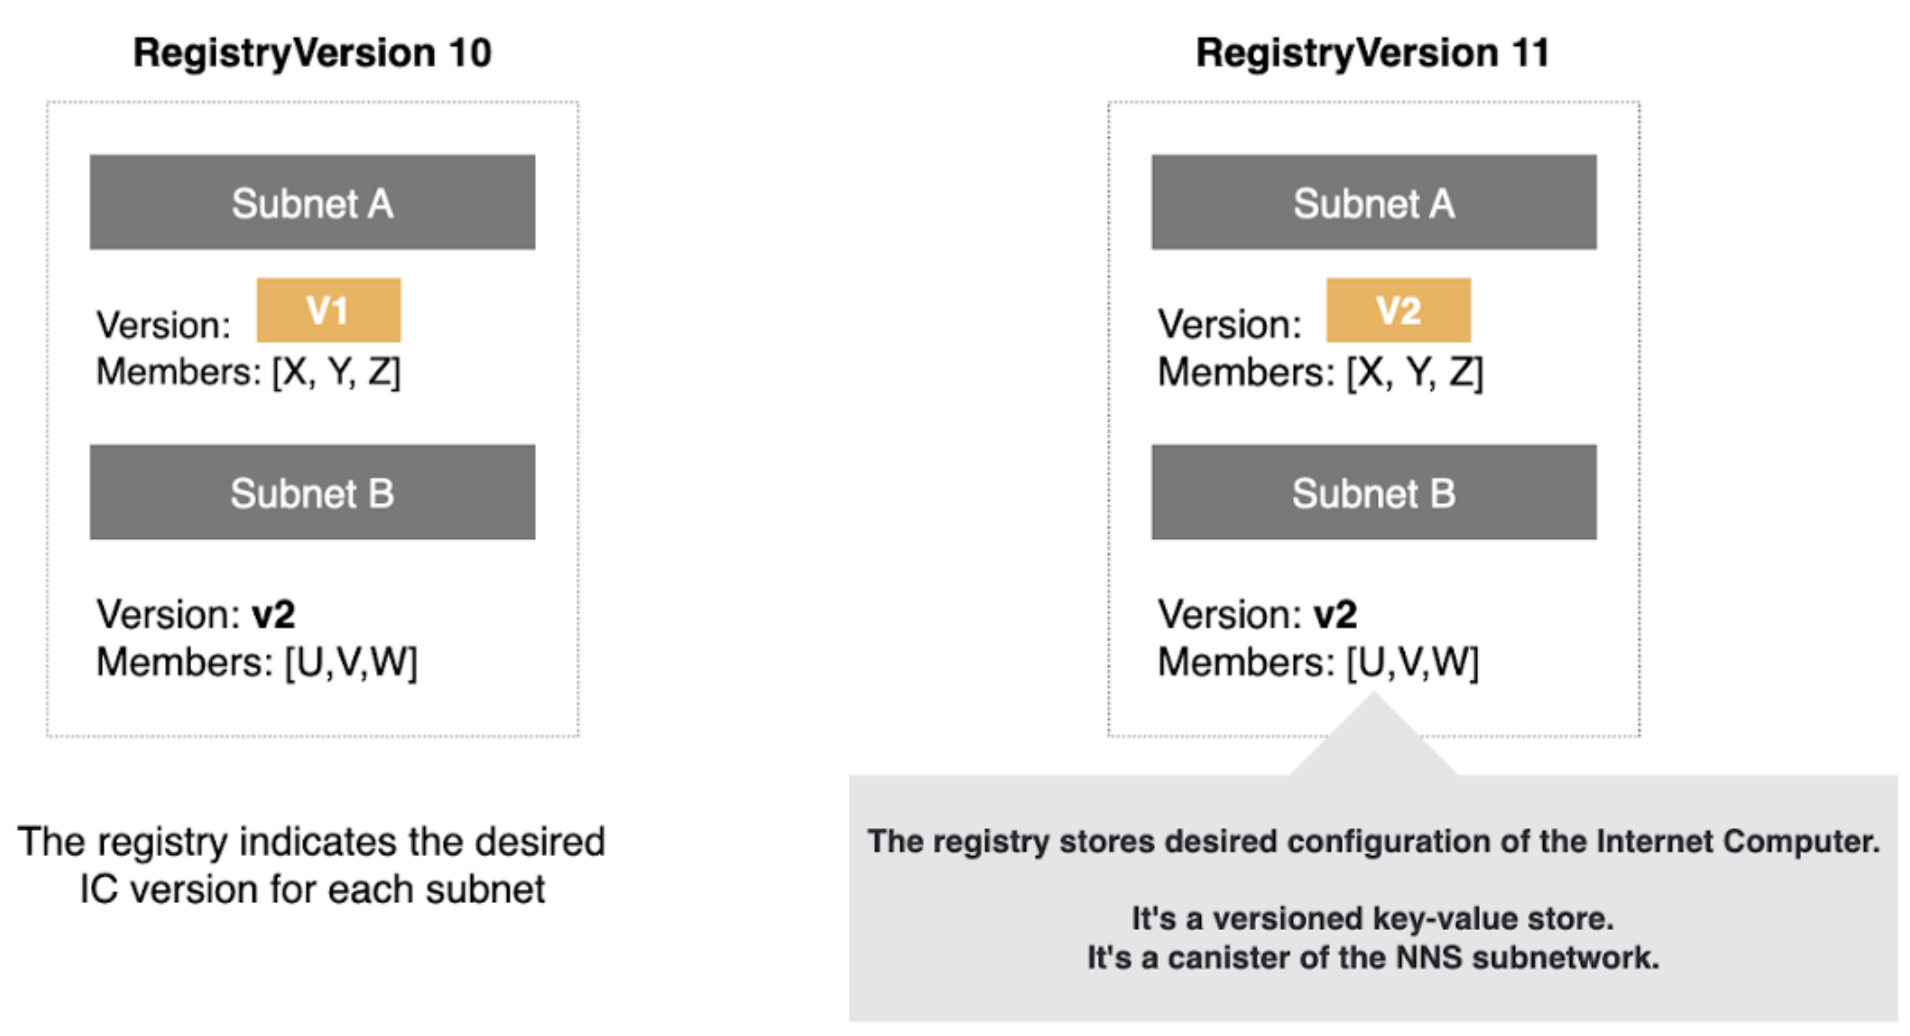 RegistryVersion 10
Subnet A
Version: V1
Members: [X, Y, Z]
Subnet B
Version: v2
Members: [U,V,W]
The registry indicates the desired
IC version for each subnet
RegistryVersion 11
Subnet A
Version: V2
Members: [X, Y, Z]
Subnet B
Version: v2
Members: [U,V,W]
The registry stores desired configuration of the Internet Computer.
It's a versioned key-value store.
It's a canister of the NNS subnetwork.